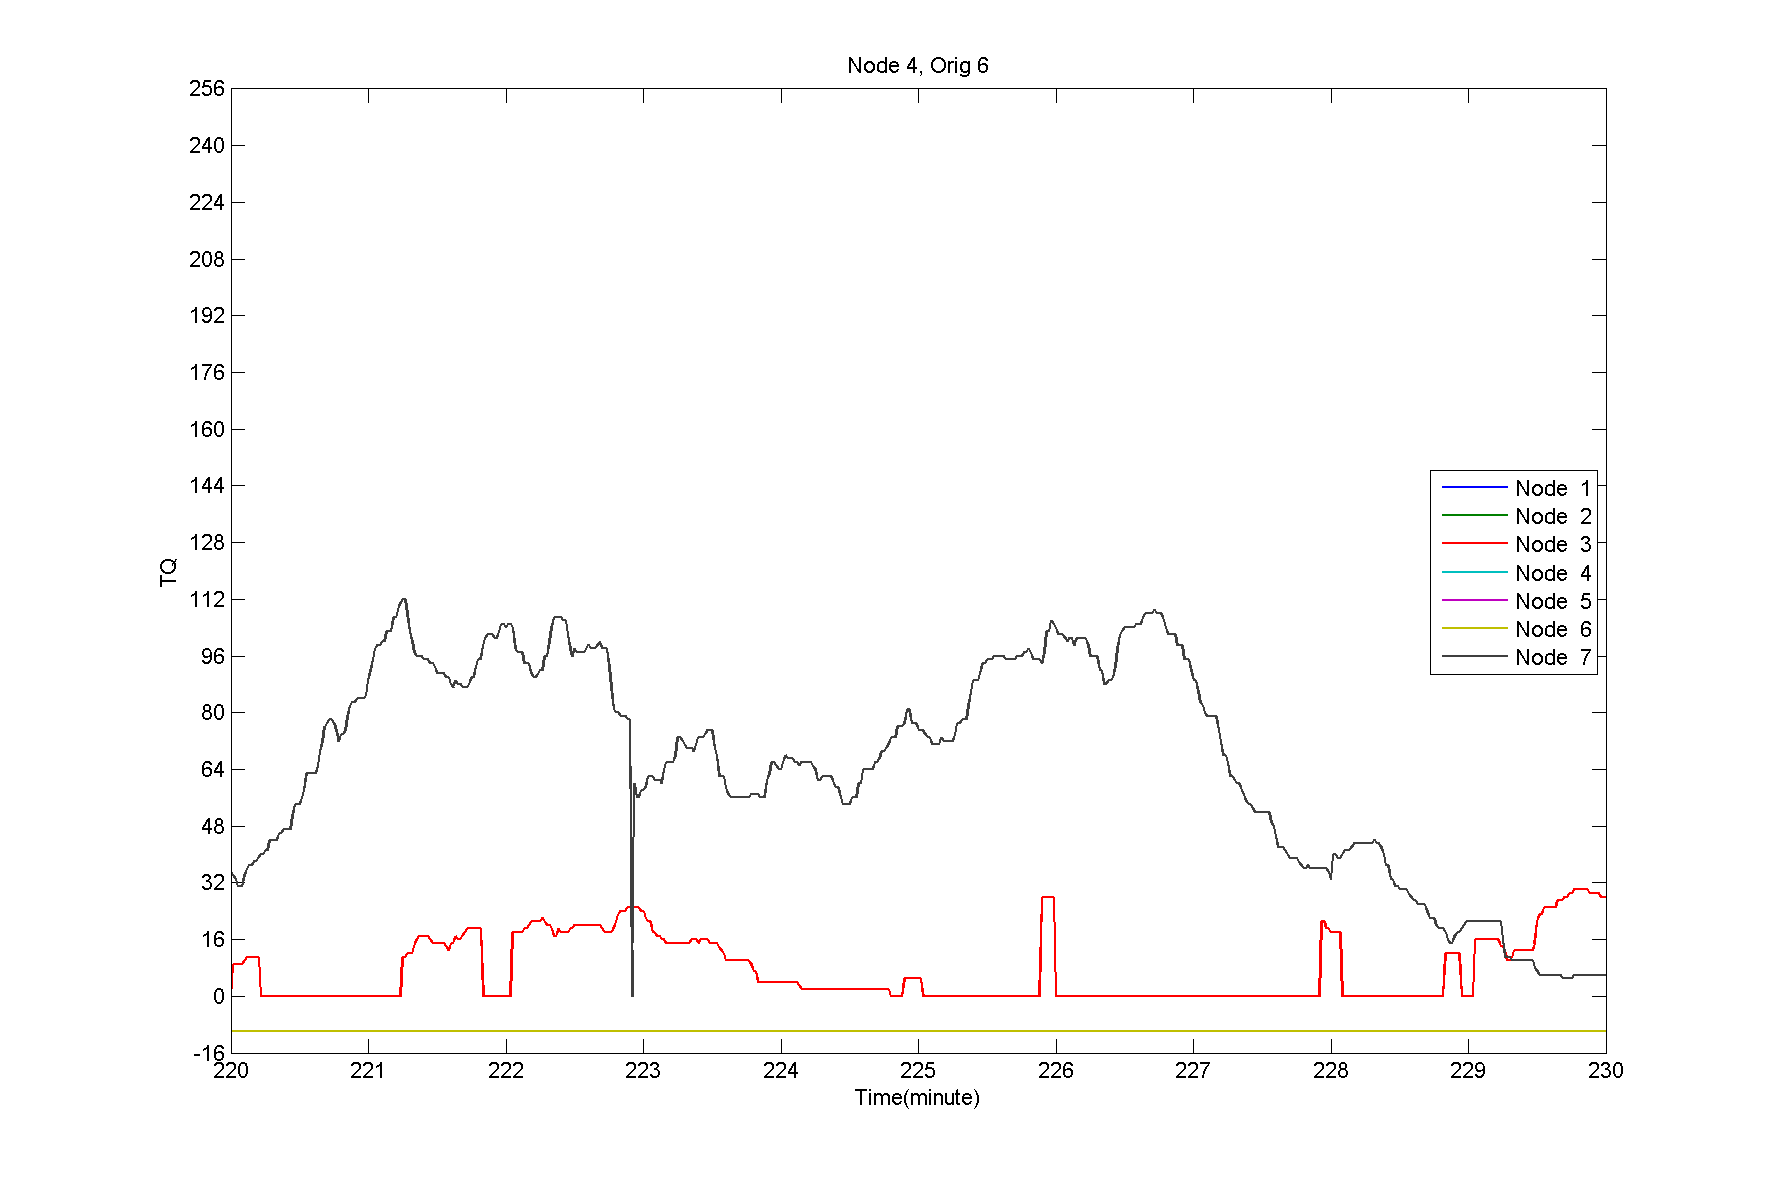 Node 4, Orig 6
256
240
224
208
192
176
160
144
128
112
96
80
64
48
32
16
0
-16
TQ
Node 1
Node 2
Node 3
Node 4
Node 5
Node 6
Node 7
220 221 222 223 224 225 226 227 228 229 230
Time(minute)